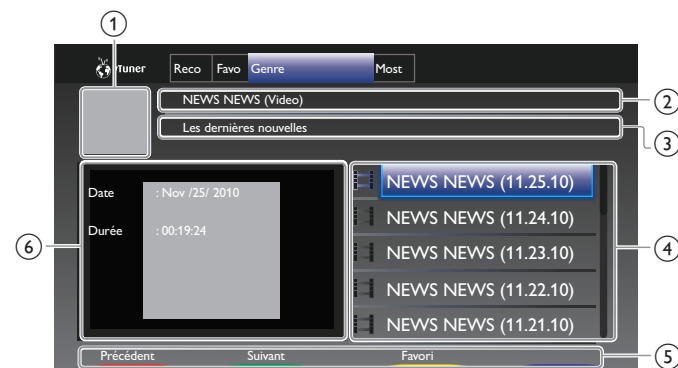 1
vTuner Reco Favo Genre Most
NEWS NEWS (Video)
2
Les dernières nouvelles
3
Date : Nov /25/ 2010
Durée : 00:19:24
6
NEWS NEWS (11.25.10)
NEWS NEWS (11.24.10)
NEWS NEWS (11.23.10)
NEWS NEWS (11.22.10)
NEWS NEWS (11.21.10)
4
Précédent Suivant Favori
5